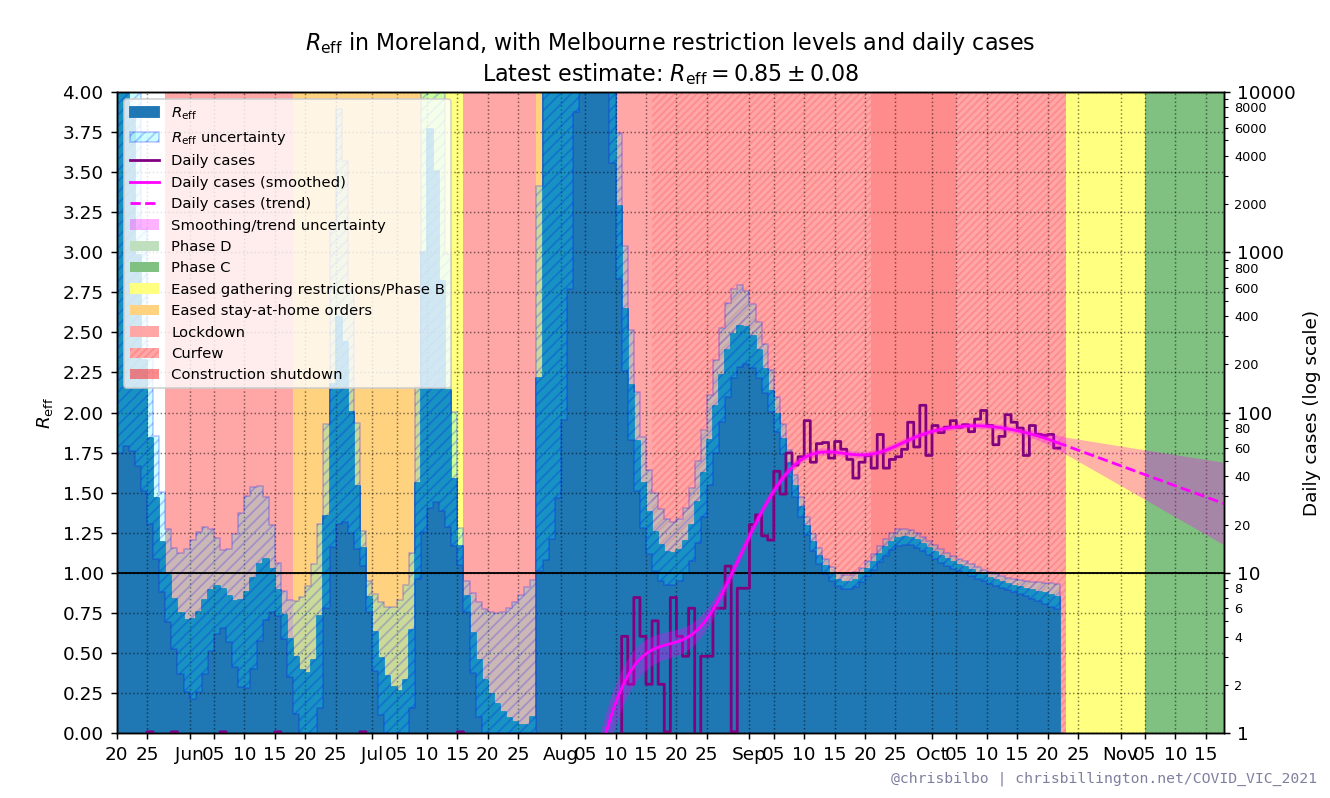 Reff in Moreland, with Melbourne restriction levels and daily cases
Latest estimate: Reff = 0.85 ± 0.08
Reff
Reff uncertainty
Daily cases
Daily cases (smoothed)
Daily cases (trend)
Smoothing/trend uncertainty
Phase D
Phase C
Eased gathering restrictions/Phase B
Eased stay-at-home orders
Lockdown
Curfew
Construction shutdown
4.00
3.75
3.50
3.25
3.00
2.75
2.50
2.25
2.00
1.75
1.50
1.25
1.00
0.75
0.50
0.25
0.00
Reff
10000
8000
6000
4000
2000
1000
800
600
400
200
100
80
60
40
20
10
8
6
4
2
1
Daily cases (log scale)
20 25 Jun 05 10 15 20 25 Jul 05 10 15 20 25 Aug 05 10 15 20 25 Sep 05 10 15 20 25 Oct 05 10 15 20 25 Nov 05 10 15
@chrisbilbo | chrisbillington.net/COVID_VIC_2021